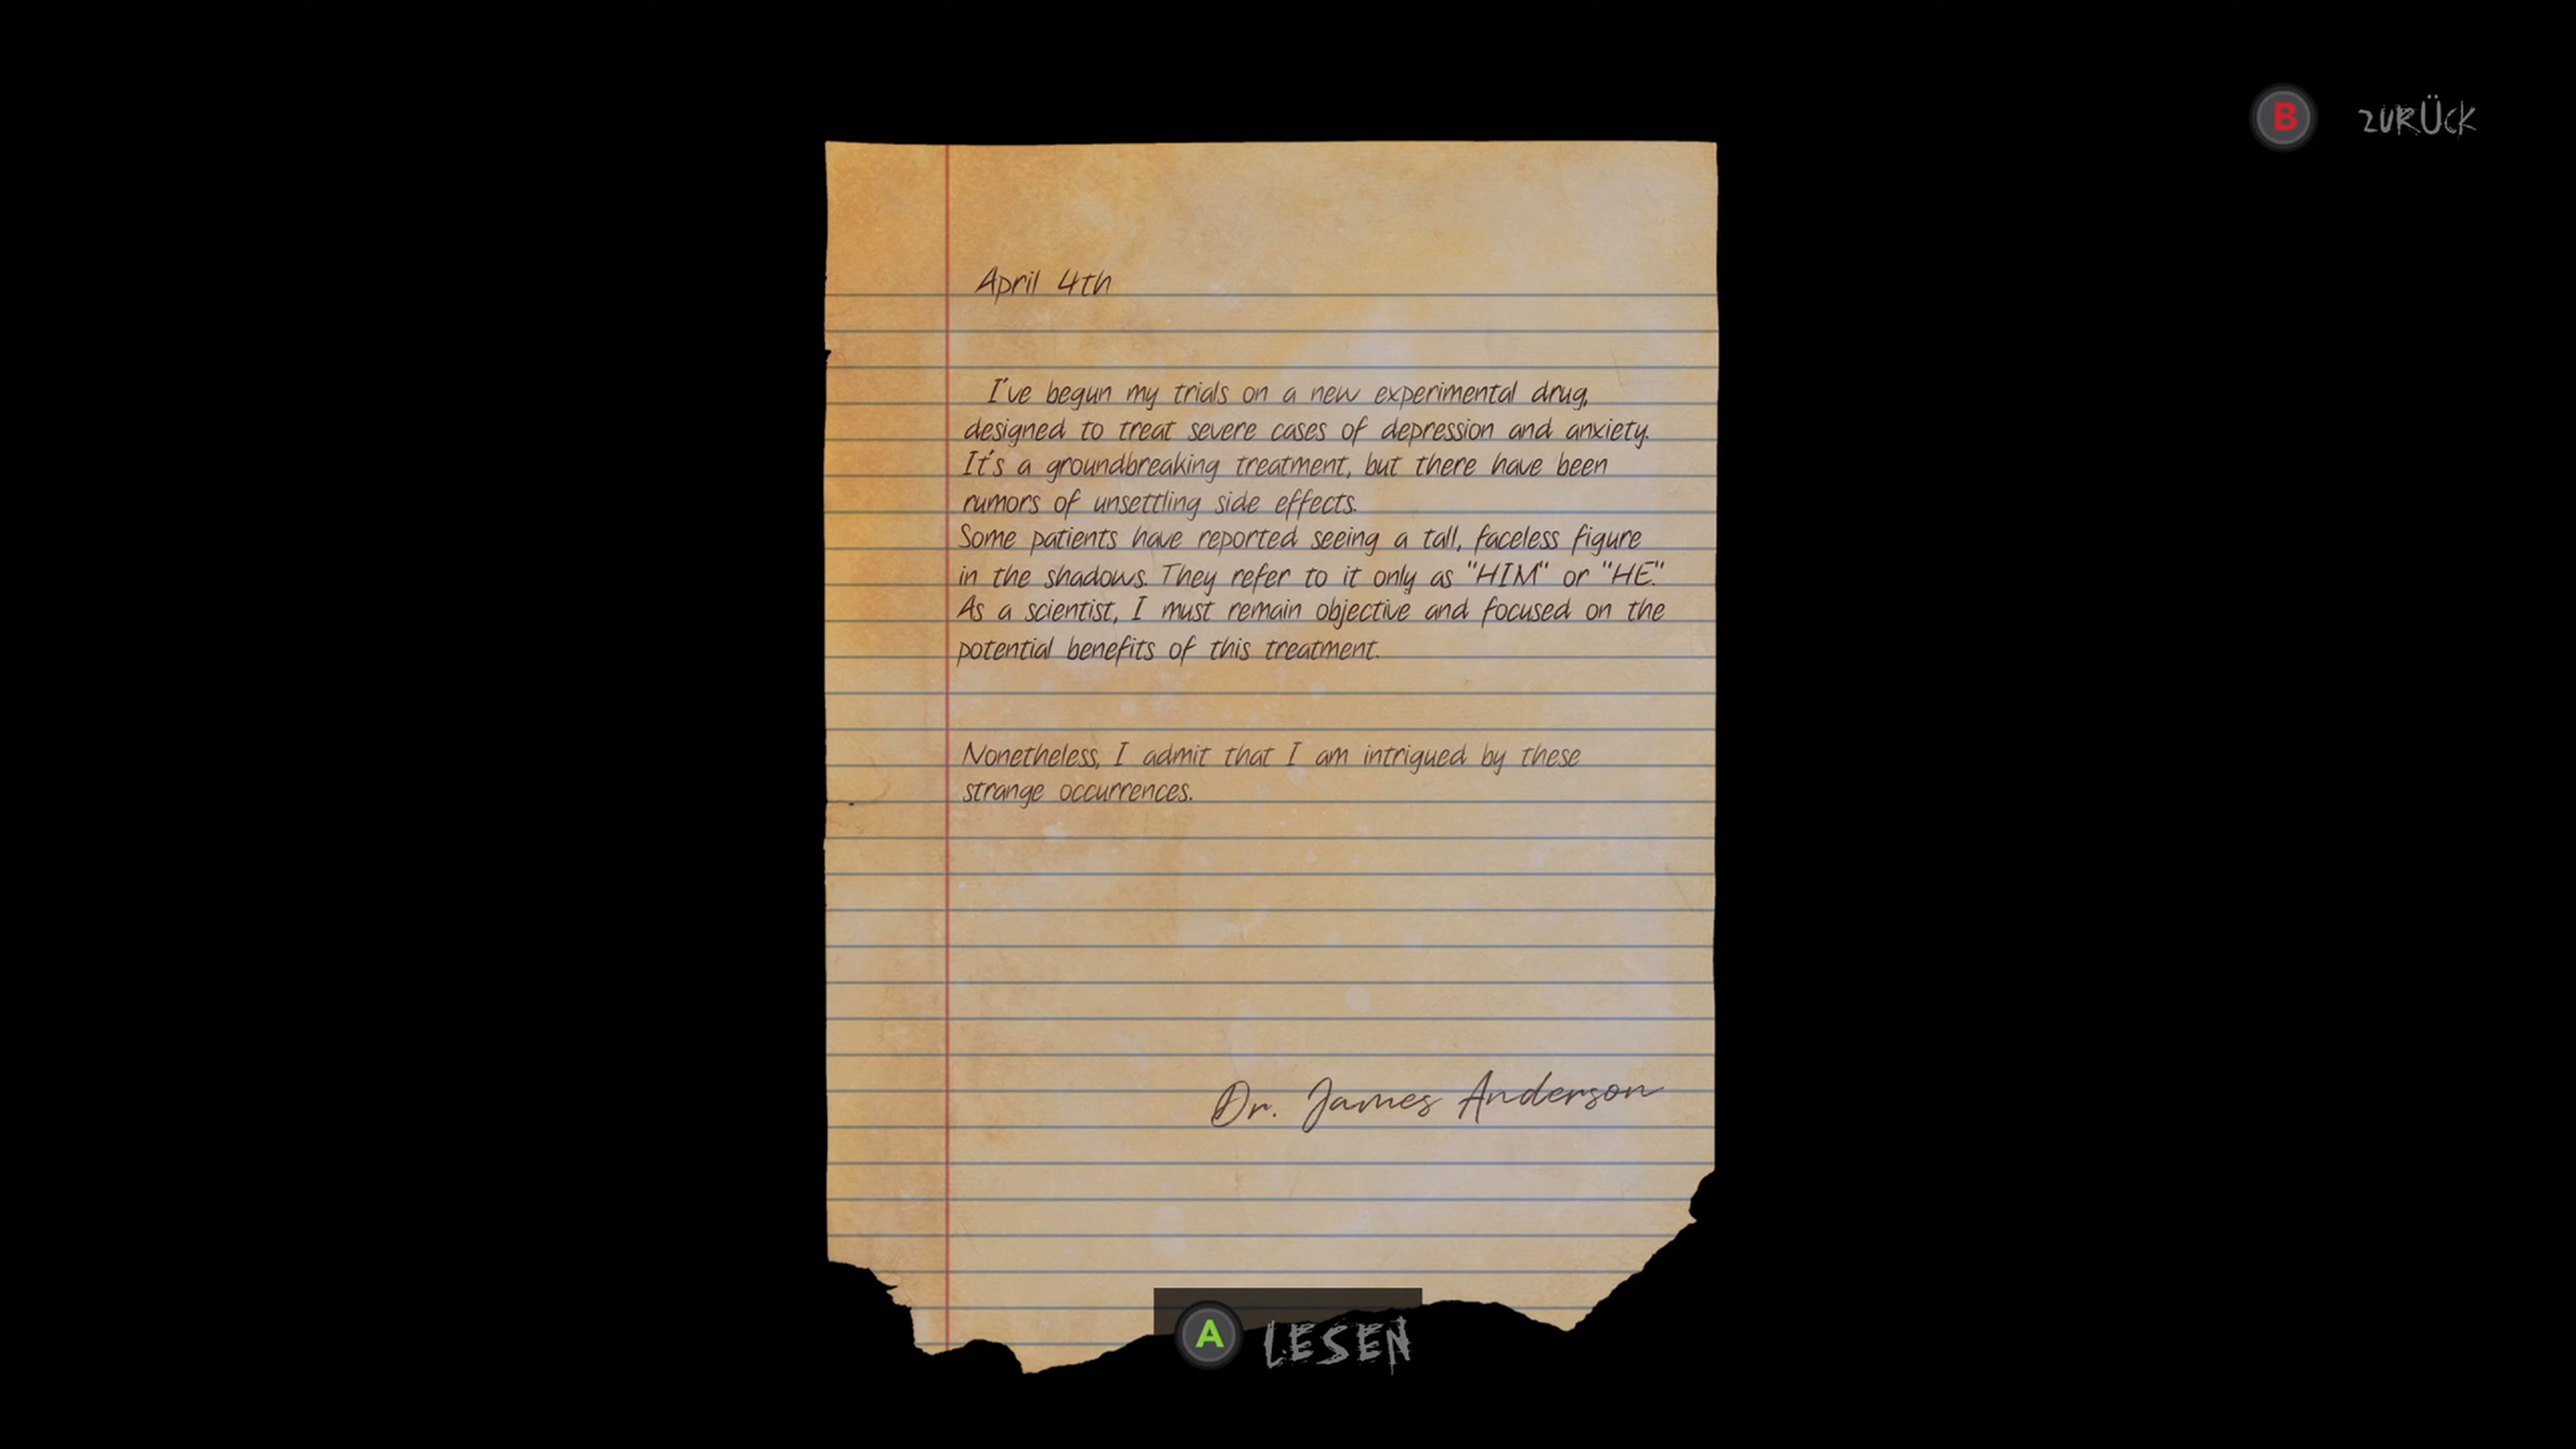 B ZURÜCK
April 4th
I've begun my trials on a new experimental drug,
designed to treat severe cases of depression and anxiety.
It's a groundbreaking treatment, but there have been
rumors of unsettling side effects.
Some patients have reported seeing a tall, faceless figure
in the shadows. They refer to it only as "HIM" or "HE."
As a scientist, I must remain objective and focused on the
potential benefits of this treatment.
Nonetheless, I admit that I am intrigued by these
strange occurrences.
Dr. James Anderson
A LESEN